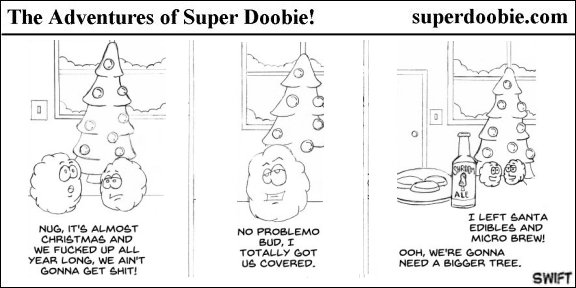 The Adventures of Super Doobie! superdoobie.com
NUG, IT'S ALMOST
CHRISTMAS AND
WE FUCKED UP ALL
YEAR LONG, WE AIN'T
GONNA GET SHIT!
NO PROBLEMO
BUD, I
TOTALLY GOT
US COVERED.
SHROOM
ALE
I LEFT SANTA
EDIBLES AND
MICRO BREW!
OOH, WE'RE GONNA
NEED A BIGGER TREE.
SWIFT